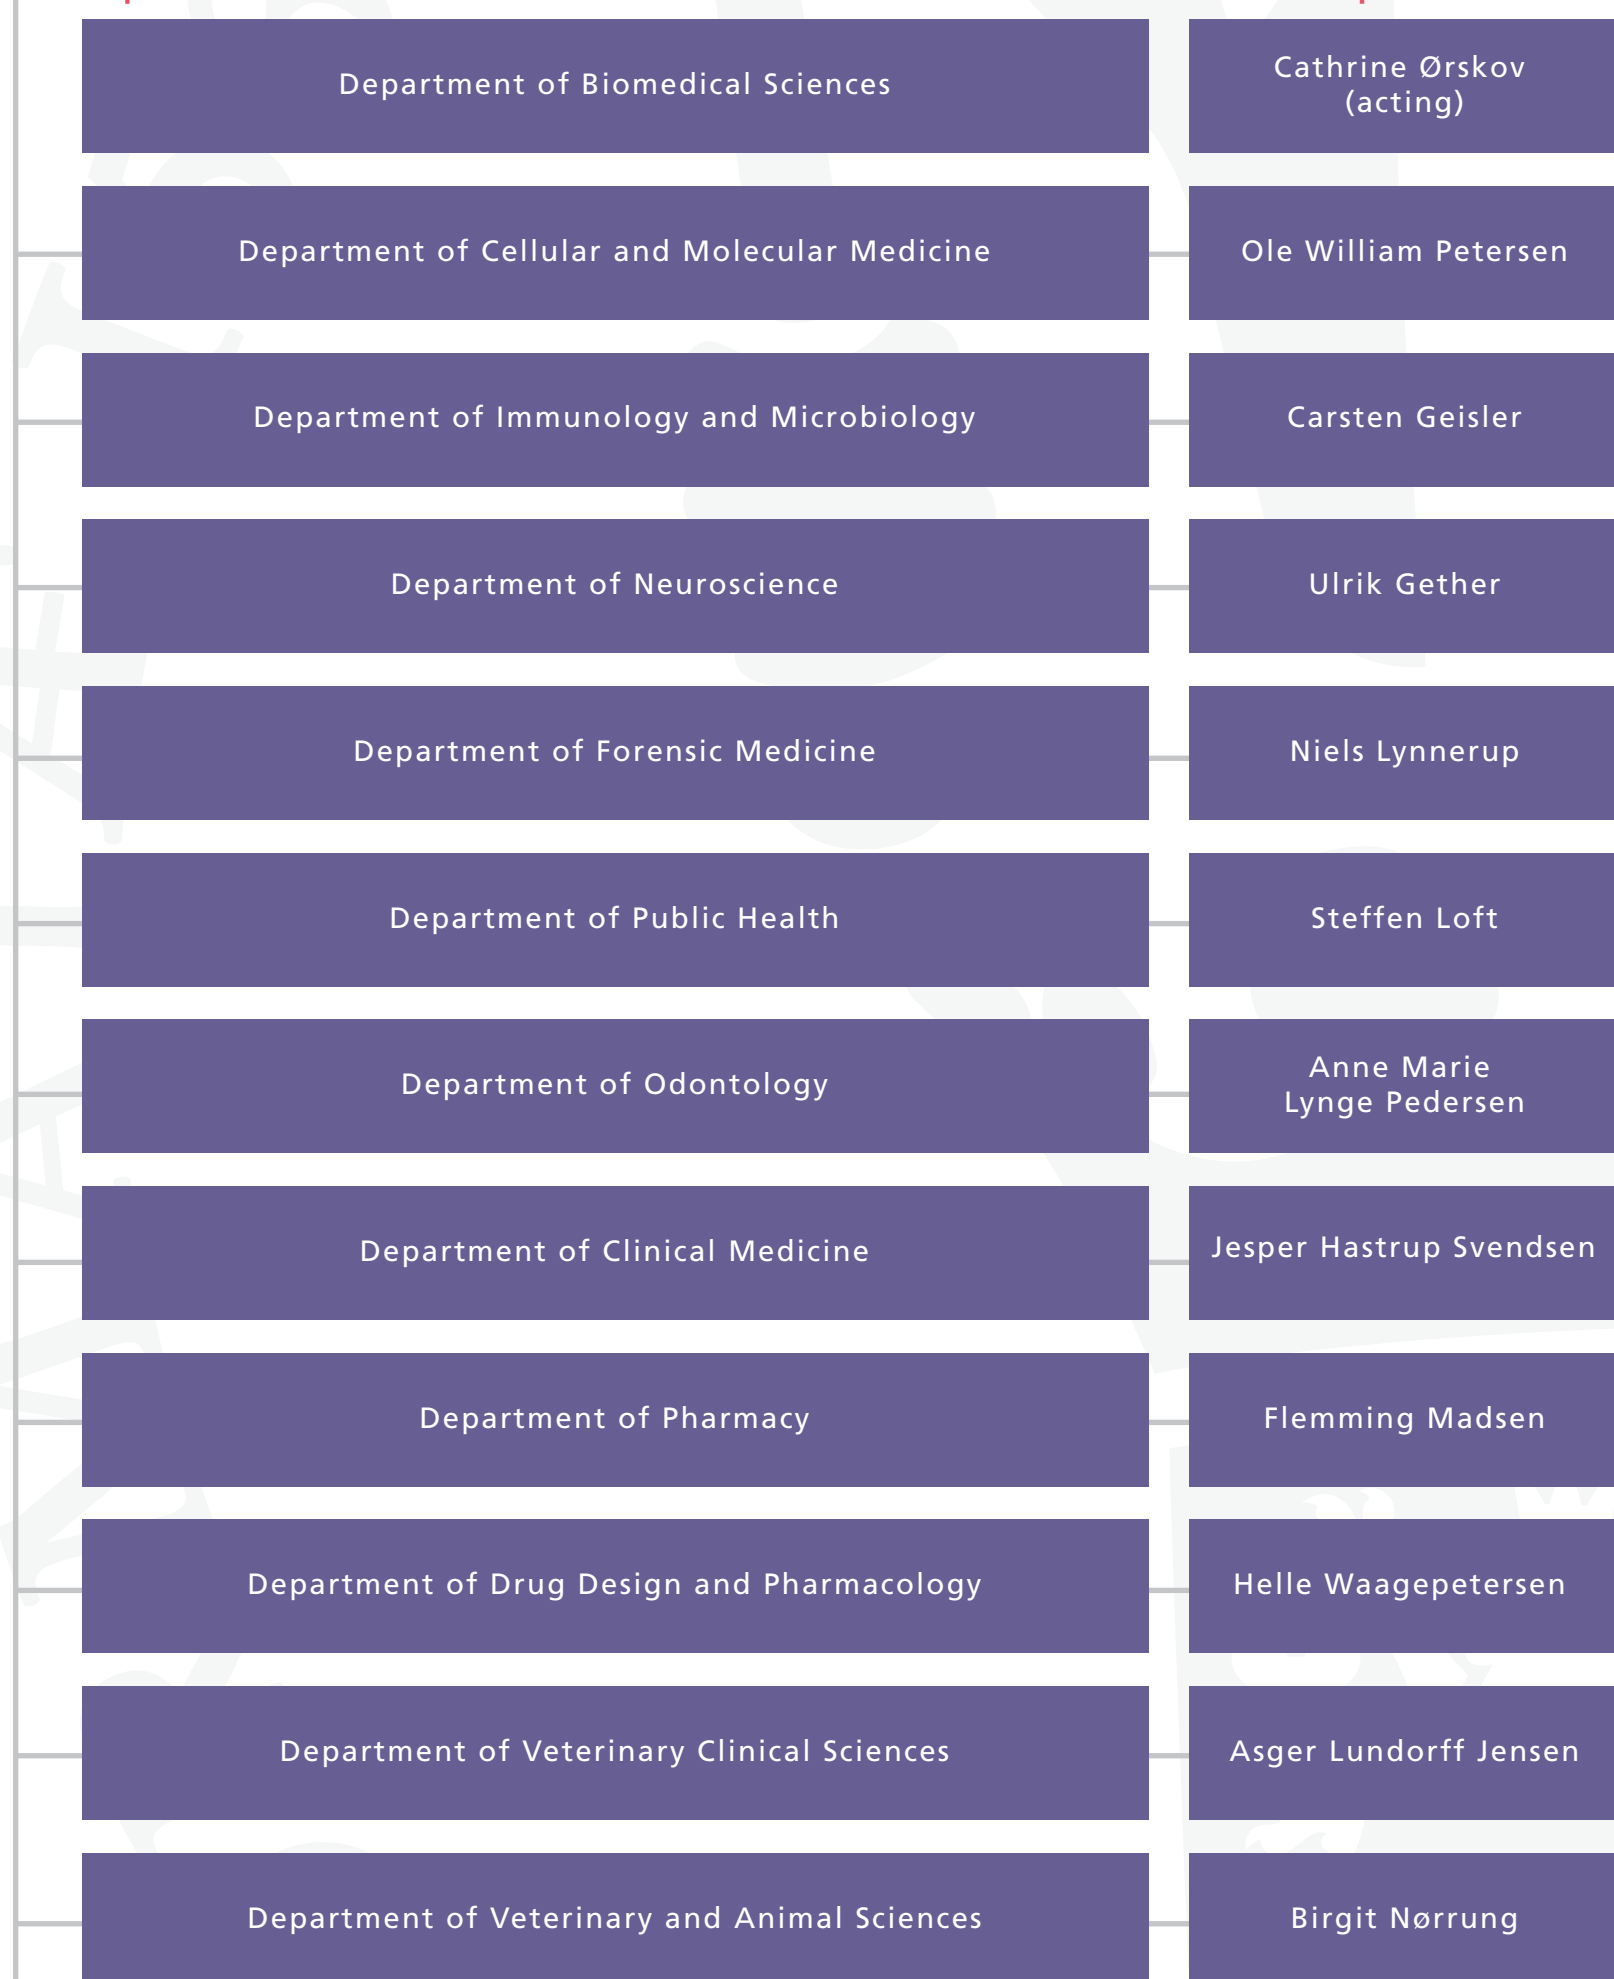 Department of Biomedical Sciences
Cathrine Ørskov
(acting)
Department of Cellular and Molecular Medicine
Ole William Petersen
Department of Immunology and Microbiology
Carsten Geisler
Department of Neuroscience
Ulrik Gether
Department of Forensic Medicine
Niels Lynnerup
Department of Public Health
Steffen Loft
Department of Odontology
Anne Marie
Lynge Pedersen
Department of Clinical Medicine
Jesper Hastrup Svendsen
Department of Pharmacy
Flemming Madsen
Department of Drug Design and Pharmacology
Helle Waagepetersen
Department of Veterinary Clinical Sciences
Asger Lundorff Jensen
Department of Veterinary and Animal Sciences
Birgit Nørrung